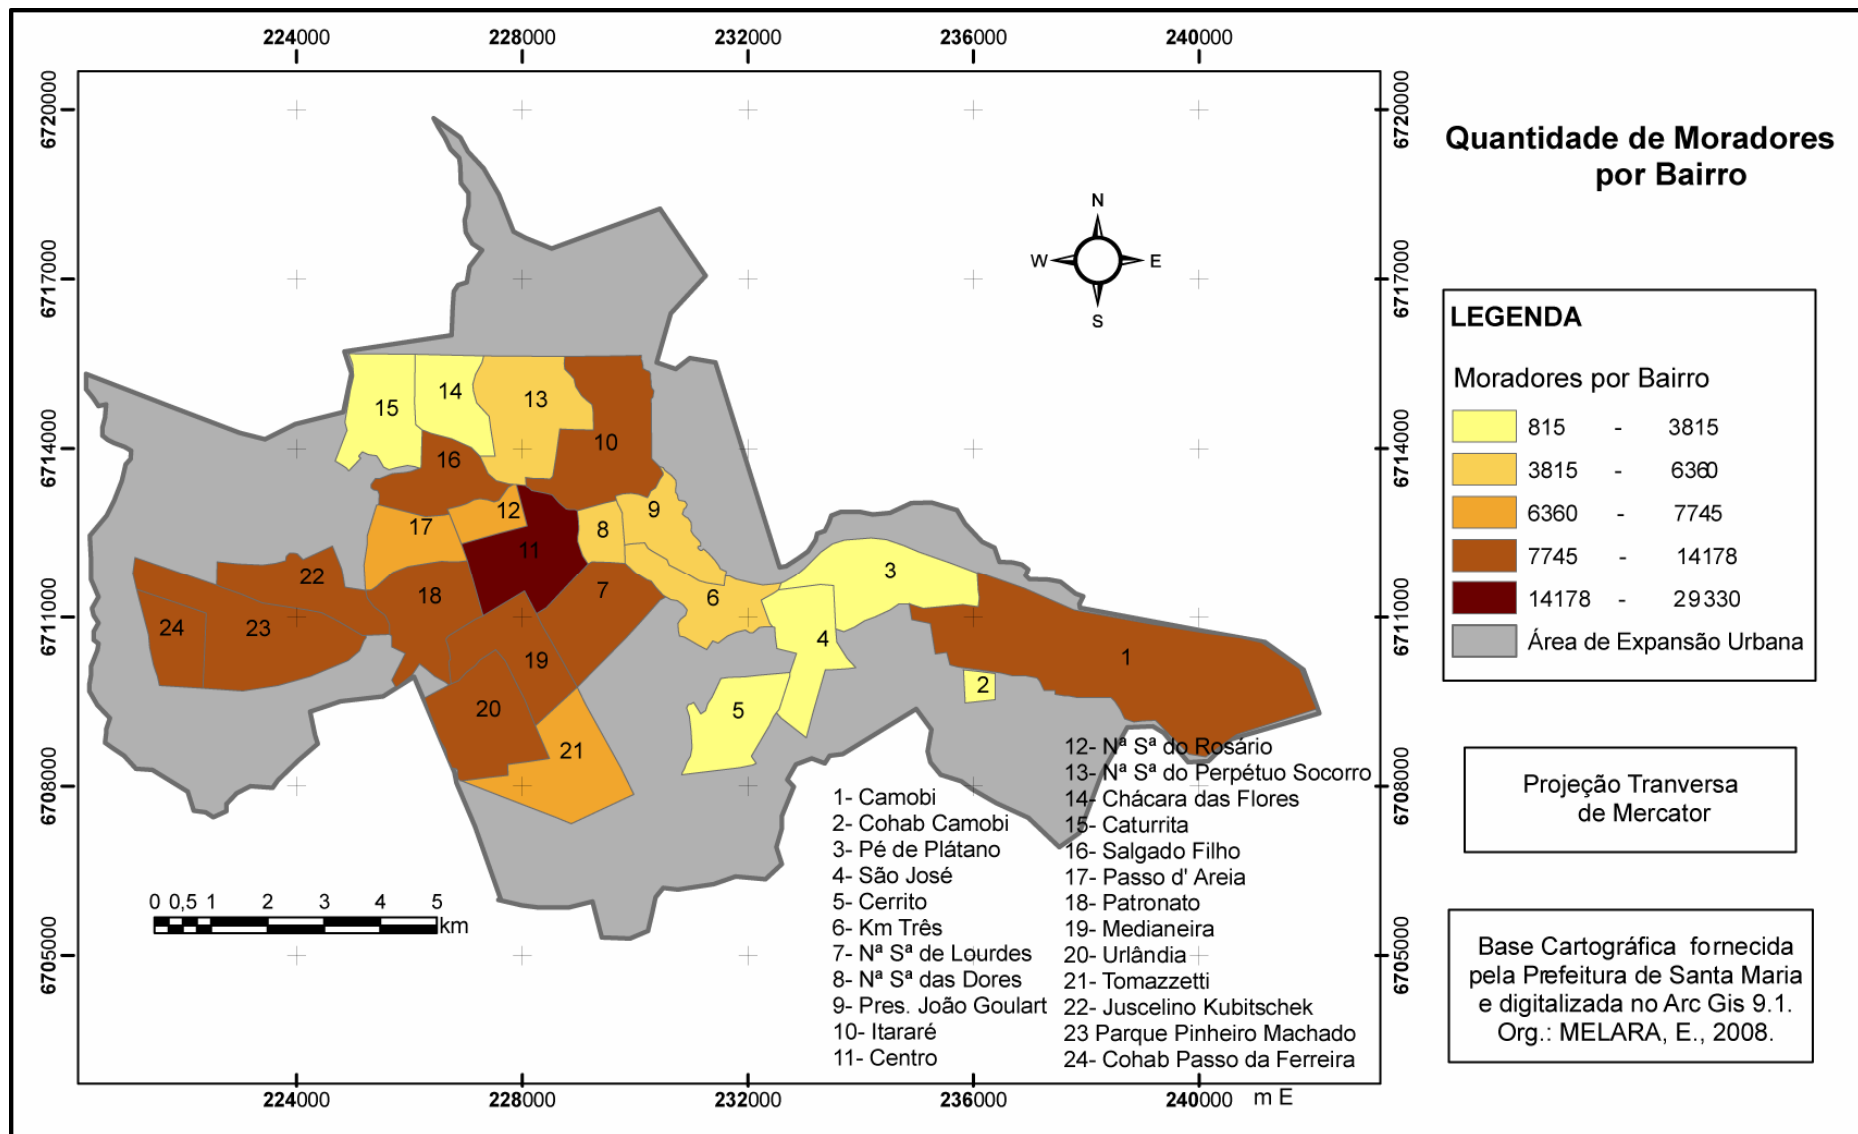 224000 228000 232000 236000 240000
6720000
6717000
6714000
6711000
6708000
6705000
6720000
6717000
6714000
6711000
6708000
6705000
N
W E
S
15
14
13
10
16
12
17
11
8
9
7
6
3
4
5
1
2
22
24
23
18
19
20
21
0 0,5 1 2 3 4 5
km
1- Camobi
2- Cohab Camobi
3- Pé de Plátano
4- São José
5- Cerrito
6- Km Três
7- Nª Sª de Lourdes
8- Nª Sª das Dores
9- Pres. João Goulart
10- Itararé
11- Centro
12- Nª Sª do Rosário
13- Nª Sª do Perpétuo Socorro
14- Chácara das Flores
15- Caturrita
16- Salgado Filho
17- Passo d' Areia
18- Patronato
19- Medianeira
20- Urlândia
21- Tomazzetti
22- Juscelino Kubitschek
23 Parque Pinheiro Machado
24- Cohab Passo da Ferreira
224000 228000 232000 236000 240000 m E
Quantidade de Moradores
por Bairro
LEGENDA
Moradores por Bairro
815 - 3815
3815 - 6360
6360 - 7745
7745 - 14178
14178 - 29330
Área de Expansão Urbana
Projeção Tranversa
de Mercator
Base Cartográfica fornecida
pela Prefeitura de Santa Maria
e digitalizada no Arc Gis 9.1.
Org.: MELARA, E., 2008.